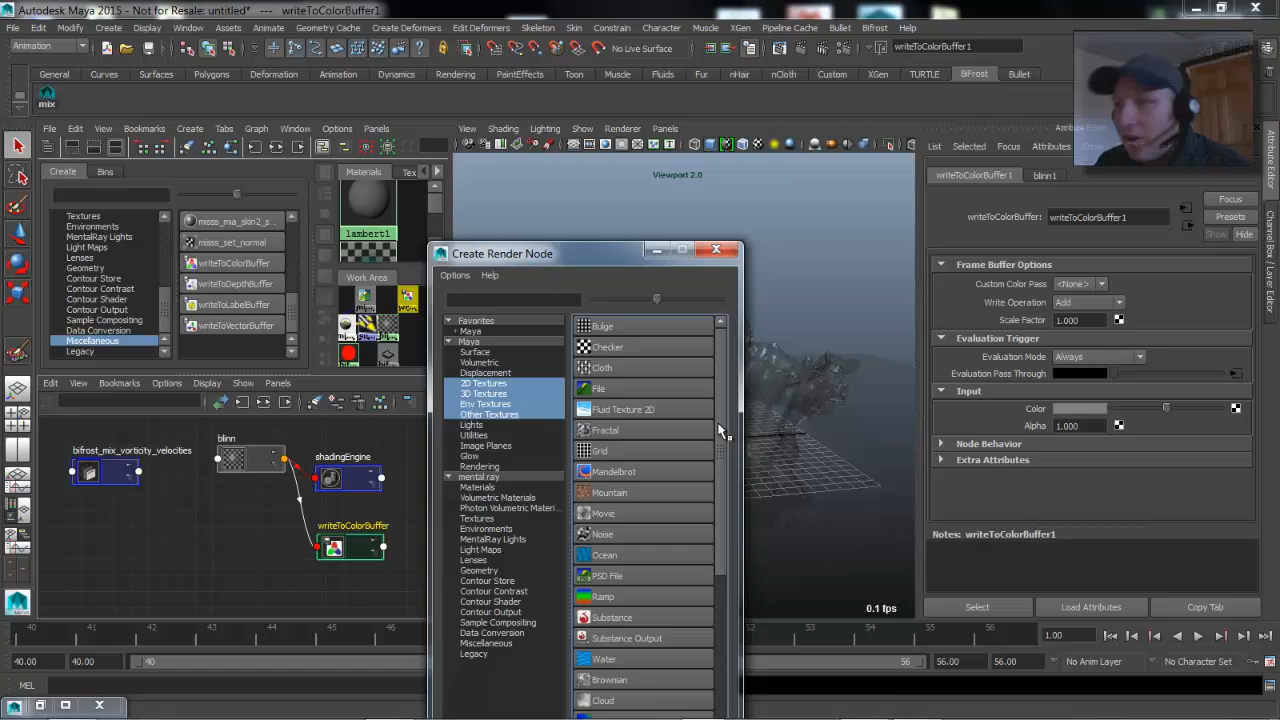 Autodesk Maya 2015 - Not for Resale: untitled* --- writeToColorBuffer1
File Edit Modify Create Display Window Assets Animate Geometry Cache Create Deformers Edit Deformers Skeleton Skin Constraint Character Muscle XGen Pipeline Cache Bullet Bifrost Help
Animation
No Live Surface
writeToColorBuffer1
General Curves Surfaces Polygons Deformation Animation Dynamics Rendering PaintEffects Toon Muscle Fluids Fur nHair nCloth Custom XGen TURTLE BiFrost Bullet
mix
File Edit View Bookmarks Create Tabs Graph Window Options Panels
View Shading Lighting Show Renderer Panels
List Selected Focus Attributes
Create Bins
Materials Tex
Textures
Environments
MentalRay Lights
Light Maps
Lenses
Geometry
Contour Store
Contour Contrast
Contour Shader
Contour Output
Sample Compositing
Data Conversion
Miscellaneous
Legacy
misss_mia_skin2_s...
misss_set_normal
writeToColorBuffer
writeToDepthBuffer
writeToLabelBuffer
writeToVectorBuffer
lambert1
Work Area
Viewport 2.0
Create Render Node
Options Help
Favorites
+ Maya
Maya
Surface
Volumetric
Displacement
2D Textures
3D Textures
Env Textures
Other Textures
Lights
Utilities
Image Planes
Glow
Rendering
mental ray
Materials
Volumetric Materials
Photon Volumetric Materi...
Textures
Environments
MentalRay Lights
Light Maps
Lenses
Geometry
Contour Store
Contour Contrast
Contour Shader
Contour Output
Sample Compositing
Data Conversion
Miscellaneous
Legacy
Bulge
Checker
Cloth
File
Fluid Texture 2D
Fractal
Grid
Mandelbrot
Mountain
Movie
Noise
Ocean
PSD File
Ramp
Substance
Substance Output
Water
Brownian
Cloud
Edit View Bookmarks Options Display Show Panels
bifrost_mix_vorticity_velocities
blinn
shadingEngine
writeToColorBuffer
0.1 fps
writeToColorBuffer1 blinn1
writeToColorBuffer: writeToColorBuffer1
Focus
Presets
Show Hide
Frame Buffer Options
Custom Color Pass <None>
Write Operation Add
Scale Factor 1.000
Evaluation Trigger
Evaluation Mode Always
Evaluation Pass Through
Input
Color
Alpha 1.000
Node Behavior
Extra Attributes
Notes: writeToColorBuffer1
Select Load Attributes Copy Tab
Attribute Editor
Channel Box / Layer Editor
40 41 42 43 44 45 46 52 53 54 55 56
1.00
40.00 40.00 40 56 56.00 56.00 No Anim Layer No Character Set
MEL